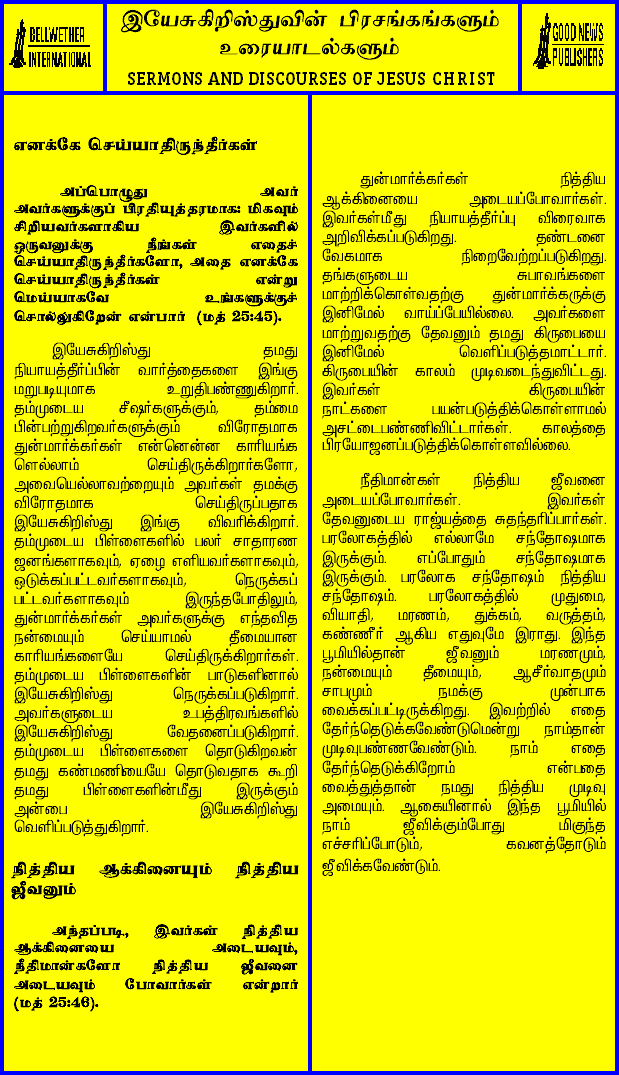 BELLWETHER
INTERNATIONAL
இயேசுகிறிஸ்துவின் பிரசங்கங்களும்
உரையாடல்களும்
SERMONS AND DISCOURSES OF JESUS CHRIST
GOOD NEWS
PUBLISHERS
எனக்கே செய்யாதிருந்தீர்கள்
அப்பொழுது அவர்
அவர்களுக்குப் பிரதியுத்தரமாக: மிகவும்
சிறியவர்களாகிய இவர்களில்
ஒருவனுக்கு நீங்கள் எதைச்
செய்யாதிருந்தீர்களோ, அதை எனக்கே
செய்யாதிருந்தீர்கள் என்று
மெய்யாகவே உங்களுக்குச்
சொல்லுகிறேன் என்பார் (மத் 25:45).
இயேசுகிறிஸ்து தமது
நியாயத்தீர்ப்பின் வார்த்தைகளை இங்கு
மறுபடியுமாக உறுதிபண்ணுகிறார்.
தம்முடைய சீஷர்களுக்கும், தம்மை
பின்பற்றுகிறவர்களுக்கும் விரோதமாக
துன்மார்க்கர்கள் என்னென்ன காரியங்க
ளெல்லாம் செய்திருக்கிறார்களோ,
அவையெல்லாவற்றையும் அவர்கள் தமக்கு
விரோதமாக செய்திருப்பதாக
இயேசுகிறிஸ்து இங்கு விவரிக்கிறார்.
தம்முடைய பிள்ளைகளில் பலர் சாதாரண
ஜனங்களாகவும், ஏழை எளியவர்களாகவும்,
ஒடுக்கப்பட்டவர்களாகவும், நெருக்கப்
பட்டவர்களாகவும் இருந்தபோதிலும்,
துன்மார்க்கர்கள் அவர்களுக்கு எந்தவித
நன்மையும் செய்யாமல் தீமையான
காரியங்களையே செய்திருக்கிறார்கள்.
தம்முடைய பிள்ளைகளின் பாடுகளினால்
இயேசுகிறிஸ்து நெருக்கப்படுகிறார்.
அவர்களுடைய உபத்திரவங்களில்
இயேசுகிறிஸ்து வேதனைப்படுகிறார்.
தம்முடைய பிள்ளைகளை தொடுகிறவன்
தமது கண்மணியையே தொடுவதாக கூறி
தமது பிள்ளைகளின்மீது இருக்கும்
அன்பை இயேசுகிறிஸ்து
வெளிப்படுத்துகிறார்.
நித்திய ஆக்கினையும் நித்திய
ஜீவனும்
அந்தப்படி, இவர்கள் நித்திய
ஆக்கினையை அடையவும்,
நீதிமான்களோ நித்திய ஜீவனை
அடையவும் போவார்கள் என்றார்
(மத் 25:46).
துன்மார்க்கர்கள் நித்திய
ஆக்கினையை அடையப்போவார்கள்.
இவர்கள்மீது நியாயத்தீர்ப்பு விரைவாக
அறிவிக்கப்படுகிறது. தண்டனை
வேகமாக நிறைவேற்றப்படுகிறது.
தங்களுடைய சுபாவங்களை
மாற்றிக்கொள்வதற்கு துன்மார்க்கருக்கு
இனிமேல் வாய்ப்பேயில்லை. அவர்களை
மாற்றுவதற்கு தேவனும் தமது கிருபையை
இனிமேல் வெளிப்படுத்தமாட்டார்.
கிருபையின் காலம் முடிவடைந்துவிட்டது.
இவர்கள் கிருபையின்
நாட்களை பயன்படுத்திக்கொள்ளாமல்
அசட்டைபண்ணிவிட்டார்கள். காலத்தை
பிரயோஜனப்படுத்திக்கொள்ளவில்லை.
நீதிமான்கள் நித்திய ஜீவனை
அடையப்போவார்கள். இவர்கள்
தேவனுடைய ராஜ்யத்தை சுதந்தரிப்பார்கள்.
பரலோகத்தில் எல்லாமே சந்தோஷமாக
இருக்கும். எப்போதும் சந்தோஷமாக
இருக்கும். பரலோக சந்தோஷம் நித்திய
சந்தோஷம். பரலோகத்தில் முதுமை,
வியாதி, மரணம், துக்கம், வருத்தம்,
கண்ணீர் ஆகிய எதுவுமே இராது. இந்த
பூமியில்தான் ஜீவனும் மரணமும்,
நன்மையும் தீமையும், ஆசீர்வாதமும்
சாபமும் நமக்கு முன்பாக
வைக்கப்பட்டிருக்கிறது. இவற்றில் எதை
தேர்ந்தெடுக்கவேண்டுமென்று நாம்தான்
முடிவுபண்ணவேண்டும். நாம் எதை
தேர்ந்தெடுக்கிறோம் என்பதை
வைத்துத்தான் நமது நித்திய முடிவு
அமையும். ஆகையினால் இந்த பூமியில்
நாம் ஜீவிக்கும்போது மிகுந்த
எச்சரிப்போடும், கவனத்தோடும்
ஜீவிக்கவேண்டும்.